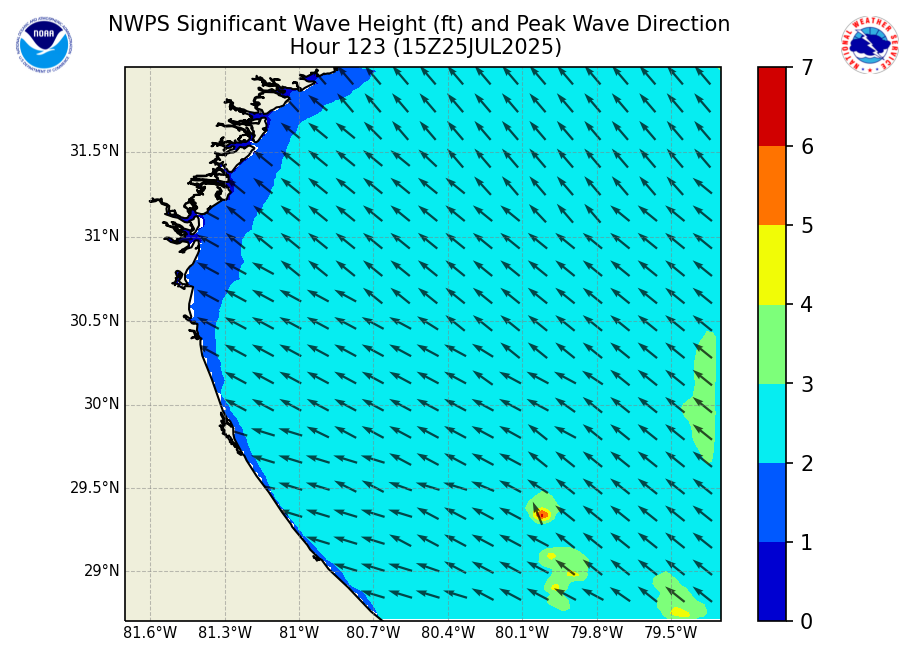 NWPS Significant Wave Height (ft) and Peak Wave Direction
Hour 123 (15Z25JUL2025)
NOAA
NATIONAL WEATHER SERVICE
7
6
5
4
3
2
1
0
31.5°N
31°N
30.5°N
30°N
29.5°N
29°N
81.6°W 81.3°W 81°W 80.7°W 80.4°W 80.1°W 79.8°W 79.5°W